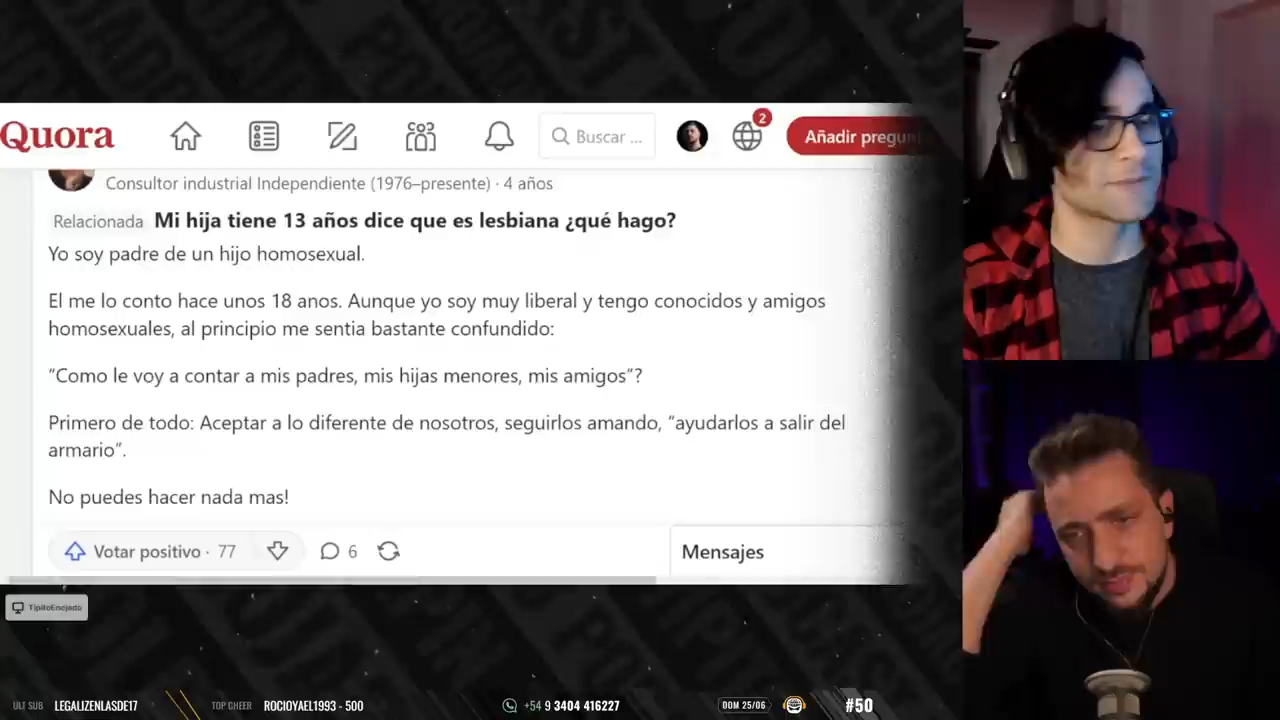 Quora
Buscar ...
2
Añadir pregun
Consultor industrial Independiente (1976–presente) · 4 años
Relacionada Mi hija tiene 13 años dice que es lesbiana ¿qué hago?
Yo soy padre de un hijo homosexual.
El me lo conto hace unos 18 anos. Aunque yo soy muy liberal y tengo conocidos y amigos
homosexuales, al principio me sentia bastante confundido:
"Como le voy a contar a mis padres, mis hijas menores, mis amigos"?
Primero de todo: Aceptar a lo diferente de nosotros, seguirlos amando, "ayudarlos a salir del
armario".
No puedes hacer nada mas!
Votar positivo · 77
6
Mensajes
TipitoEnojado
ULT SUB LEGALIZENLASDE17
TOP CHEER ROCIOYAEL1993 - 500
+54 9 3404 416227
DOM 25/06
#50